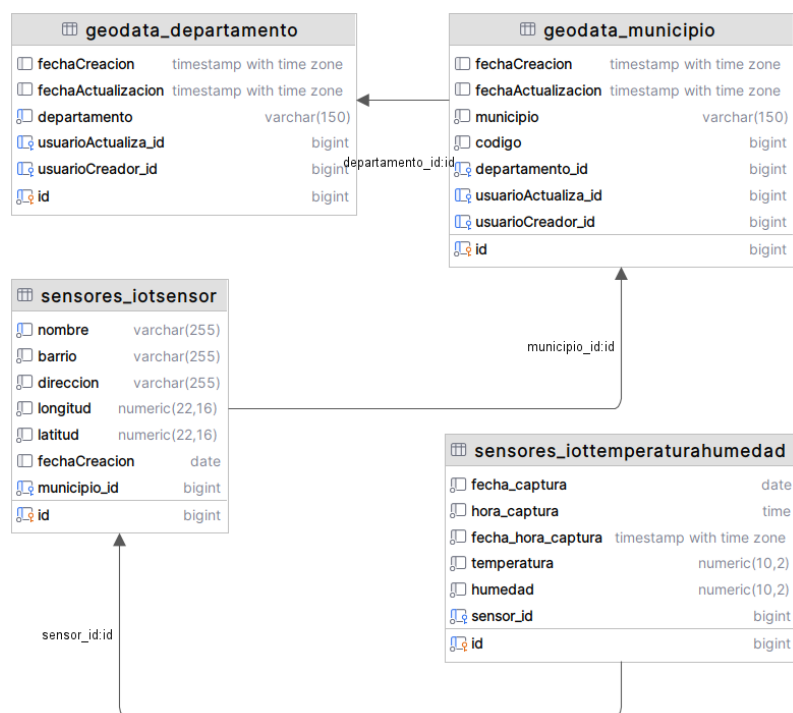 geodata_departamento
fechaCreacion timestamp with time zone
fechaActualizacion timestamp with time zone
departamento varchar(150)
usuarioActualiza_id bigint
usuarioCreador_id bigint
id bigint
departamento_id:id
geodata_municipio
fechaCreacion timestamp with time zone
fechaActualizacion timestamp with time zone
municipio varchar(150)
codigo bigint
departamento_id bigint
usuarioActualiza_id bigint
usuarioCreador_id bigint
id bigint
municipio_id:id
sensores_iotsensor
nombre varchar(255)
barrio varchar(255)
direccion varchar(255)
longitud numeric(22,16)
latitud numeric(22,16)
fechaCreacion date
municipio_id bigint
id bigint
sensor_id:id
sensores_iottemperaturahumedad
fecha_captura date
hora_captura time
fecha_hora_captura timestamp with time zone
temperatura numeric(10,2)
humedad numeric(10,2)
sensor_id bigint
id bigint